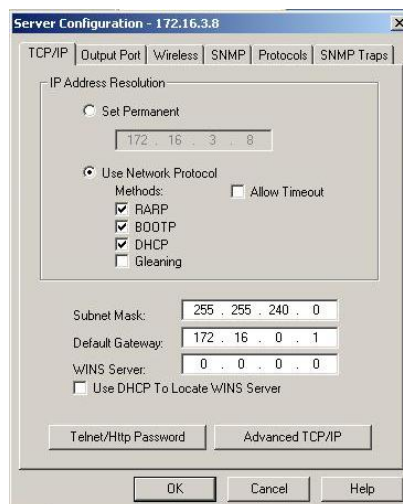 Server Configuration - 172.16.3.8
TCP/IP Output Port Wireless SNMP Protocols SNMP Traps
IP Address Resolution
Set Permanent
172 . 16 . 3 . 8
Use Network Protocol
Methods: Allow Timeout
RARP
BOOTP
DHCP
Gleaning
Subnet Mask: 255 . 255 . 240 . 0
Default Gateway: 172 . 16 . 0 . 1
WINS Server: 0 . 0 . 0 . 0
Use DHCP To Locate WINS Server
Telnet/Http Password Advanced TCP/IP
OK Cancel Help